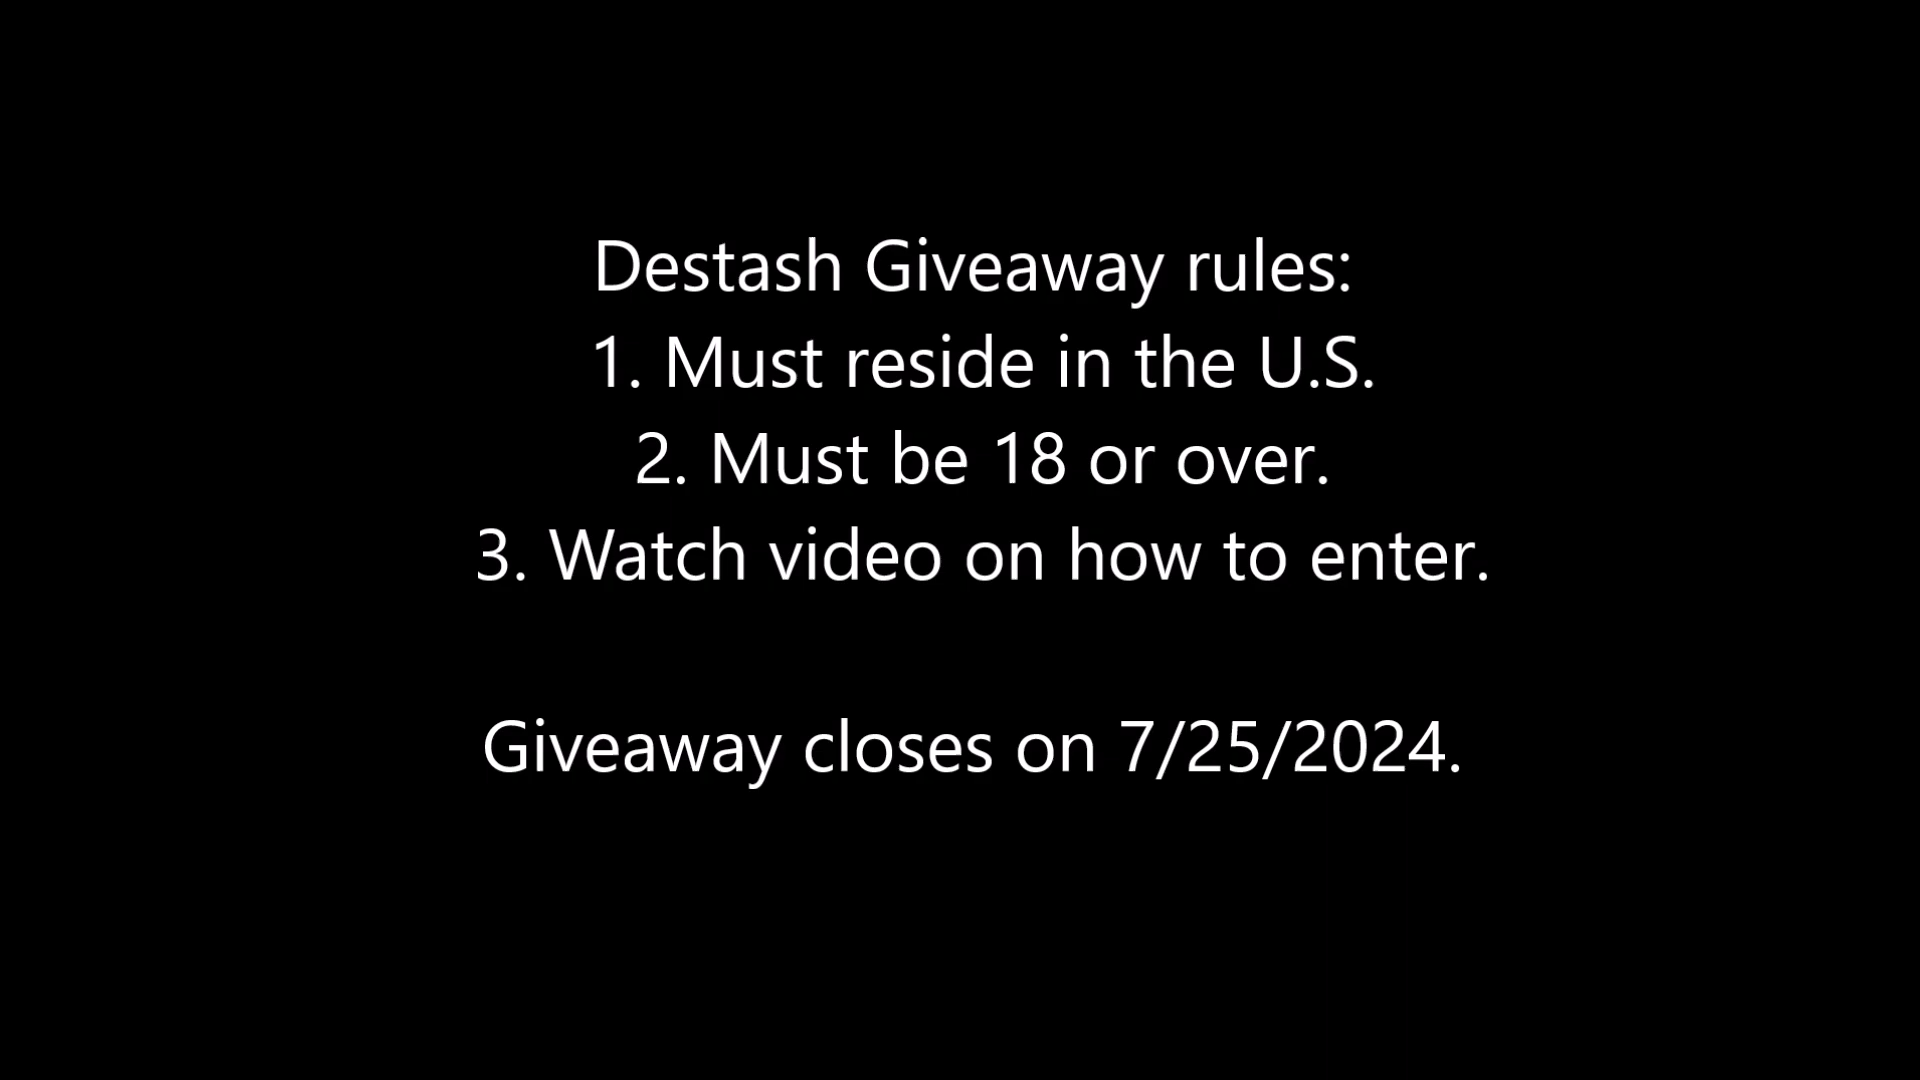 Destash Giveaway rules:
1. Must reside in the U.S.
2. Must be 18 or over.
3. Watch video on how to enter.
Giveaway closes on 7/25/2024.